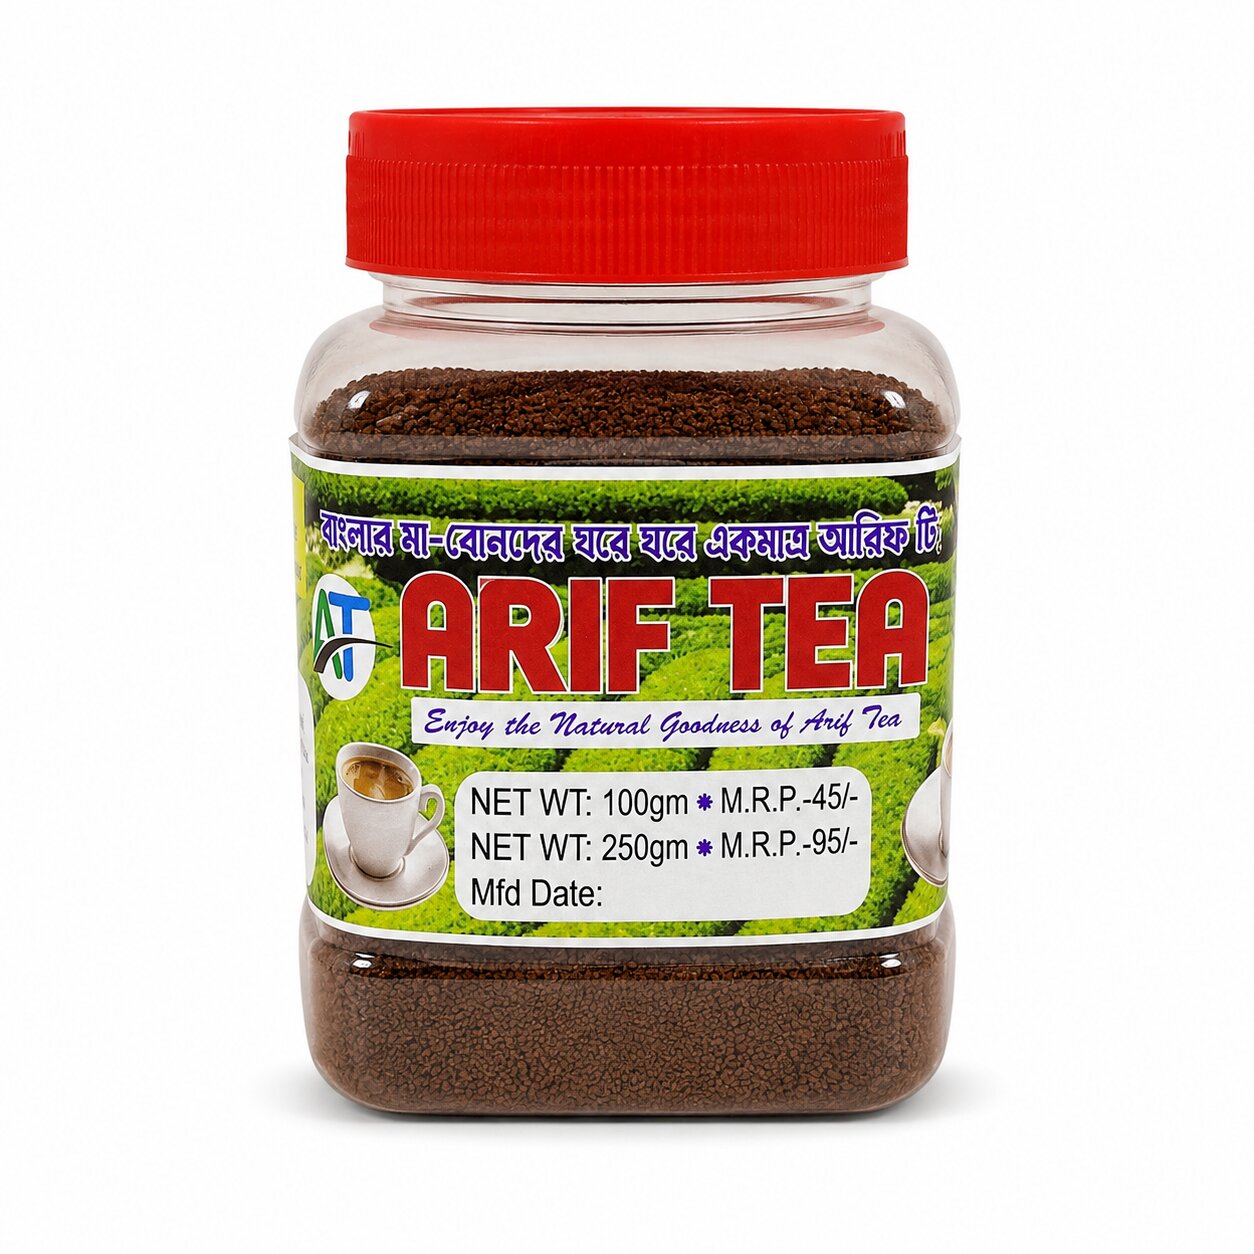 বাংলার মা-বোনদের ঘরে ঘরে একমাত্র আরিফ টি
AT
ARIF TEA
Enjoy the Natural Goodness of Arif Tea
NET WT: 100gm * M.R.P.-45/-
NET WT: 250gm * M.R.P.-95/-
Mfd Date: